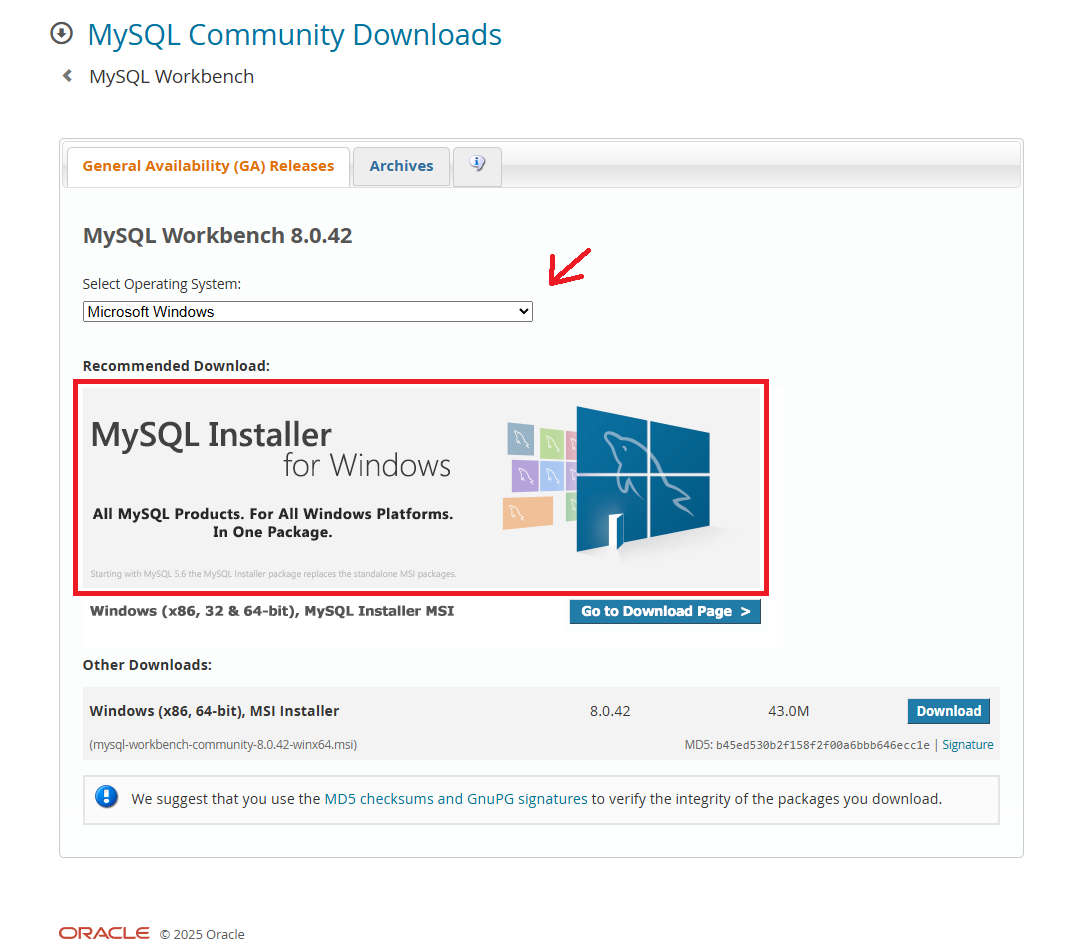 MySQL Community Downloads
MySQL Workbench
General Availability (GA) Releases
Archives
MySQL Workbench 8.0.42
Select Operating System:
Microsoft Windows
Recommended Download:
MySQL Installer
for Windows
All MySQL Products. For All Windows Platforms.
In One Package.
Starting with MySQL 5.6 the MySQL Installer package replaces the standalone MSI packages.
Windows (x86, 32 & 64-bit), MySQL Installer MSI
Go to Download Page >
Other Downloads:
Windows (x86, 64-bit), MSI Installer 8.0.42 43.0M Download
(mysql-workbench-community-8.0.42-winx64.msi) MD5: b45ed530b2f158f2f00a6bbb646ecc1e | Signature
We suggest that you use the MD5 checksums and GnuPG signatures to verify the integrity of the packages you download.
ORACLE © 2025 Oracle